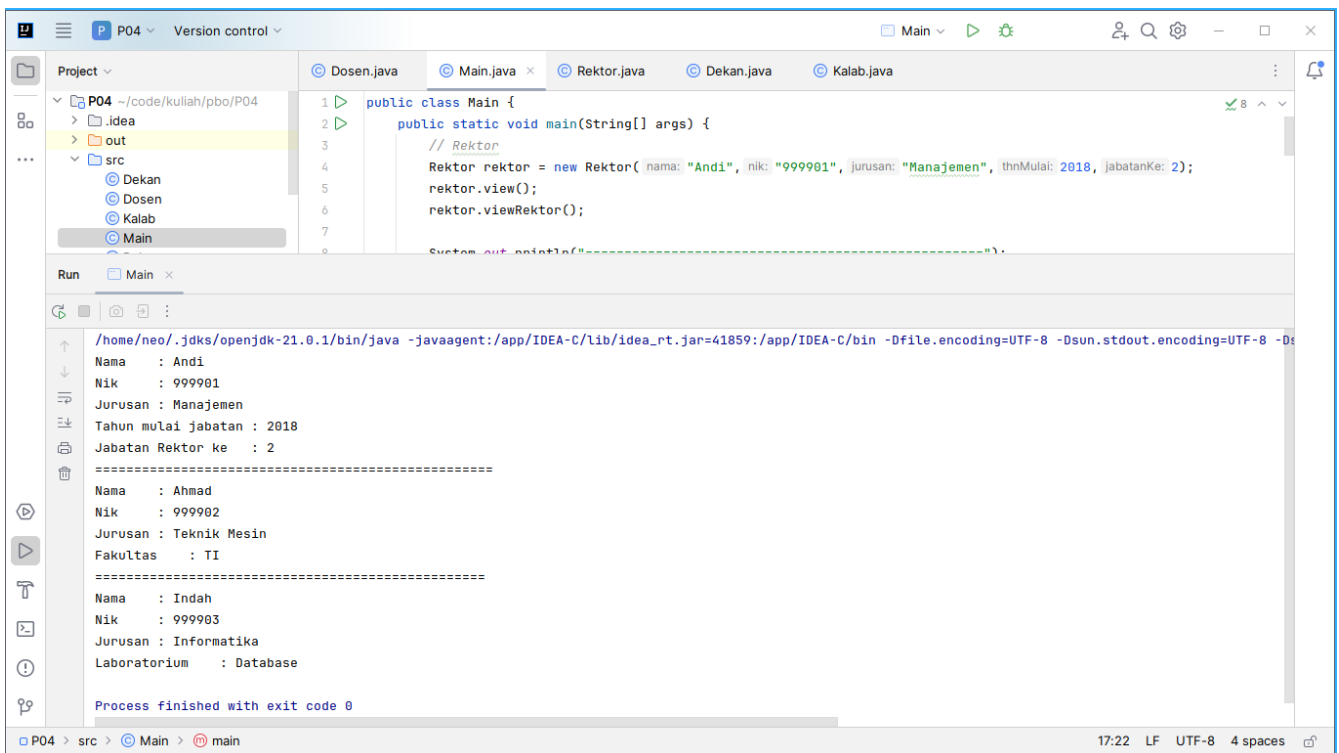 P P04 Version control Main
Project
Dosen.java Main.java Rektor.java Dekan.java Kalab.java
P04 ~/code/kuliah/pbo/P04
.idea
out
src
Dekan
Dosen
Kalab
Main
1 public class Main { 8
2 public static void main(String[] args) {
3 // Rektor
4 Rektor rektor = new Rektor( nama: "Andi", nik: "999901", jurusan: "Manajemen", thnMulai: 2018, jabatanKe: 2);
5 rektor.view();
6 rektor.viewRektor();
7
8 System.out.println("===================================================");
Run Main
/home/neo/.jdks/openjdk-21.0.1/bin/java -javaagent:/app/IDEA-C/lib/idea_rt.jar=41859:/app/IDEA-C/bin -Dfile.encoding=UTF-8 -Dsun.stdout.encoding=UTF-8
Nama : Andi
Nik : 999901
Jurusan : Manajemen
Tahun mulai jabatan : 2018
Jabatan Rektor ke : 2
===================================================
Nama : Ahmad
Nik : 999902
Jurusan : Teknik Mesin
Fakultas : TI
==================================================
Nama : Indah
Nik : 999903
Jurusan : Informatika
Laboratorium : Database
Process finished with exit code 0
P04 > src > Main > main 17:22 LF UTF-8 4 spaces